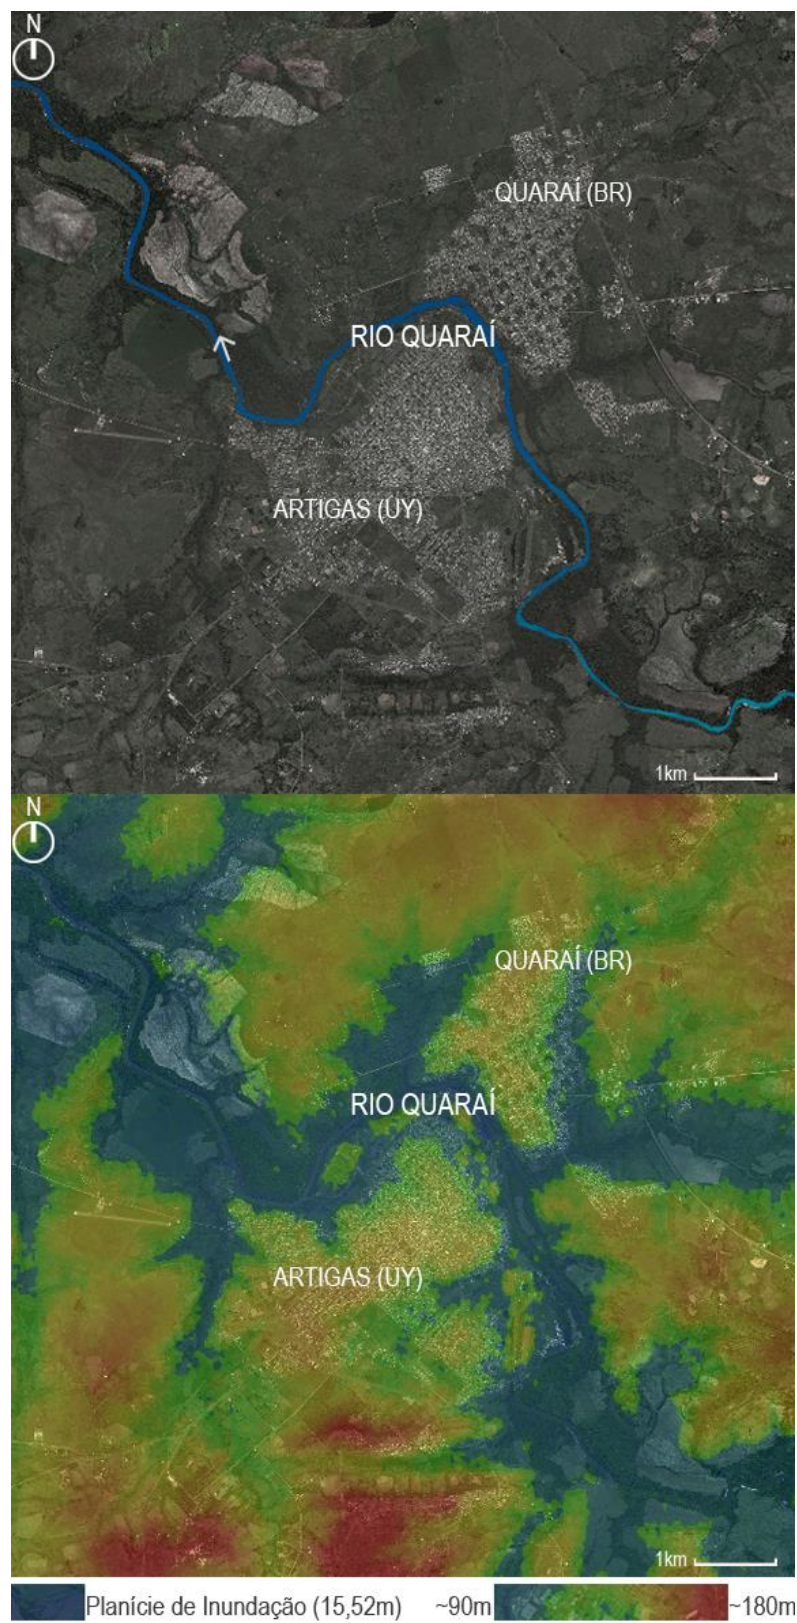 N
QUARAÍ (BR)
RIO QUARAÍ
ARTIGAS (UY)
1km
N
QUARAÍ (BR)
RIO QUARAÍ
ARTIGAS (UY)
1km
Planície de Inundação (15,52m) ~90m ~180m